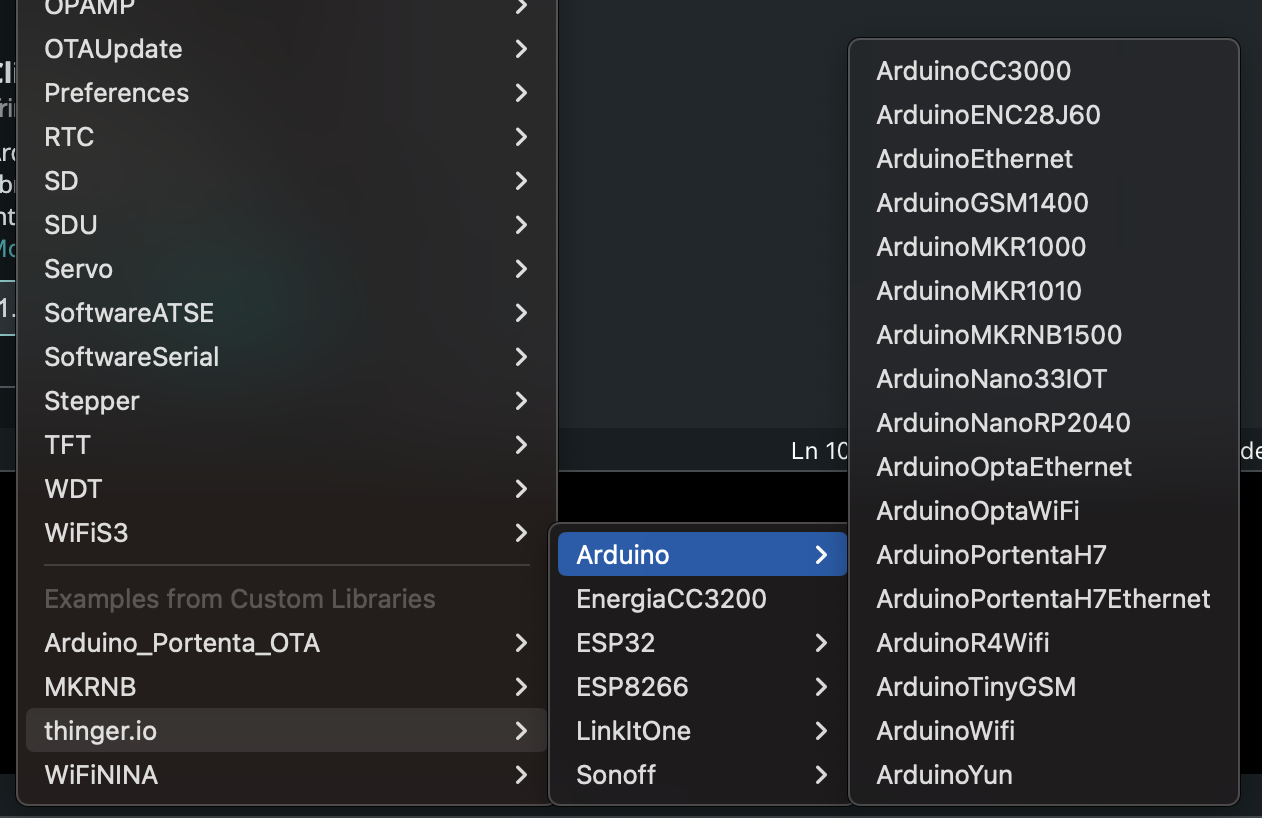 OPAMP
OTAUpdate
Preferences
RTC
SD
SDU
Servo
SoftwareATSE
SoftwareSerial
Stepper
TFT
WDT
WiFiS3
Examples from Custom Libraries
Arduino_Portenta_OTA
MKRNB
thinger.io
WiFiNINA
Arduino
EnergiaCC3200
ESP32
ESP8266
LinkItOne
Sonoff
ArduinoCC3000
ArduinoENC28J60
ArduinoEthernet
ArduinoGSM1400
ArduinoMKR1000
ArduinoMKR1010
ArduinoMKRNB1500
ArduinoNano33IOT
ArduinoNanoRP2040
ArduinoOptaEthernet
ArduinoOptaWiFi
ArduinoPortentaH7
ArduinoPortentaH7Ethernet
ArduinoR4Wifi
ArduinoTinyGSM
ArduinoWifi
ArduinoYun
Ln 10